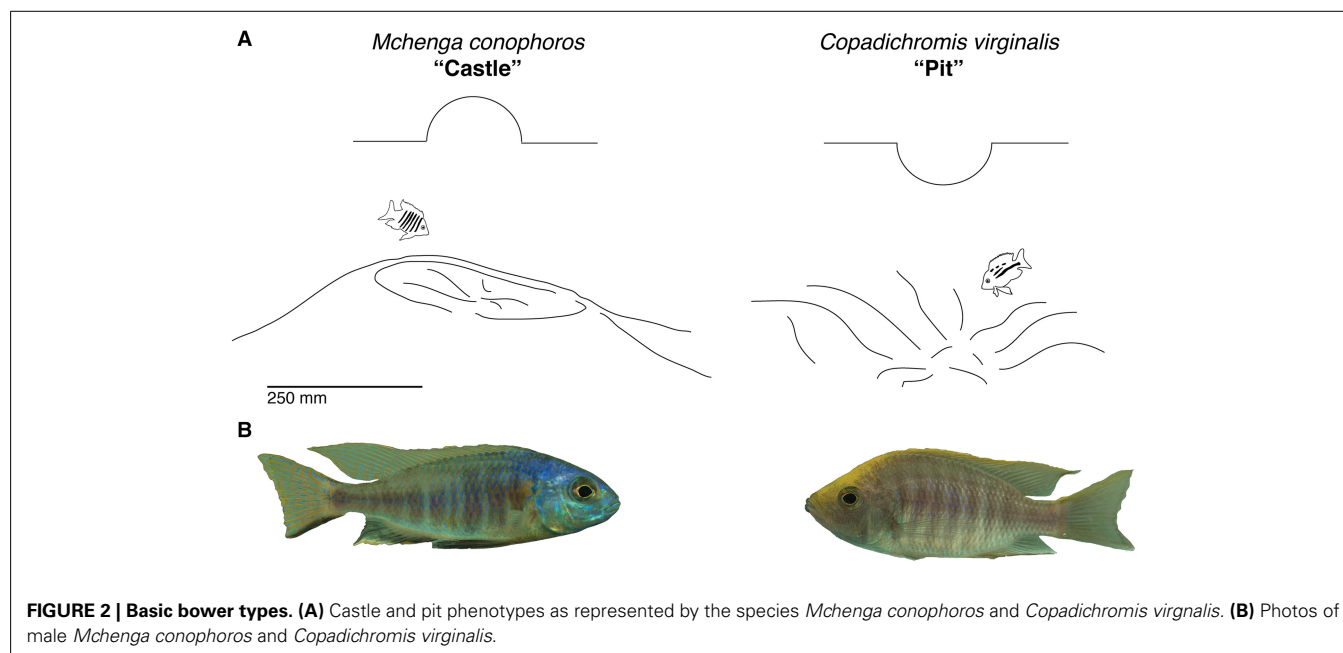 A
Mchenga conophoros
"Castle"
Copadichromis virginalis
"Pit"
250 mm
B
FIGURE 2 | Basic bower types. (A) Castle and pit phenotypes as represented by the species Mchenga conophoros and Copadichromis virgnalis. (B) Photos of
male Mchenga conophoros and Copadichromis virginalis.